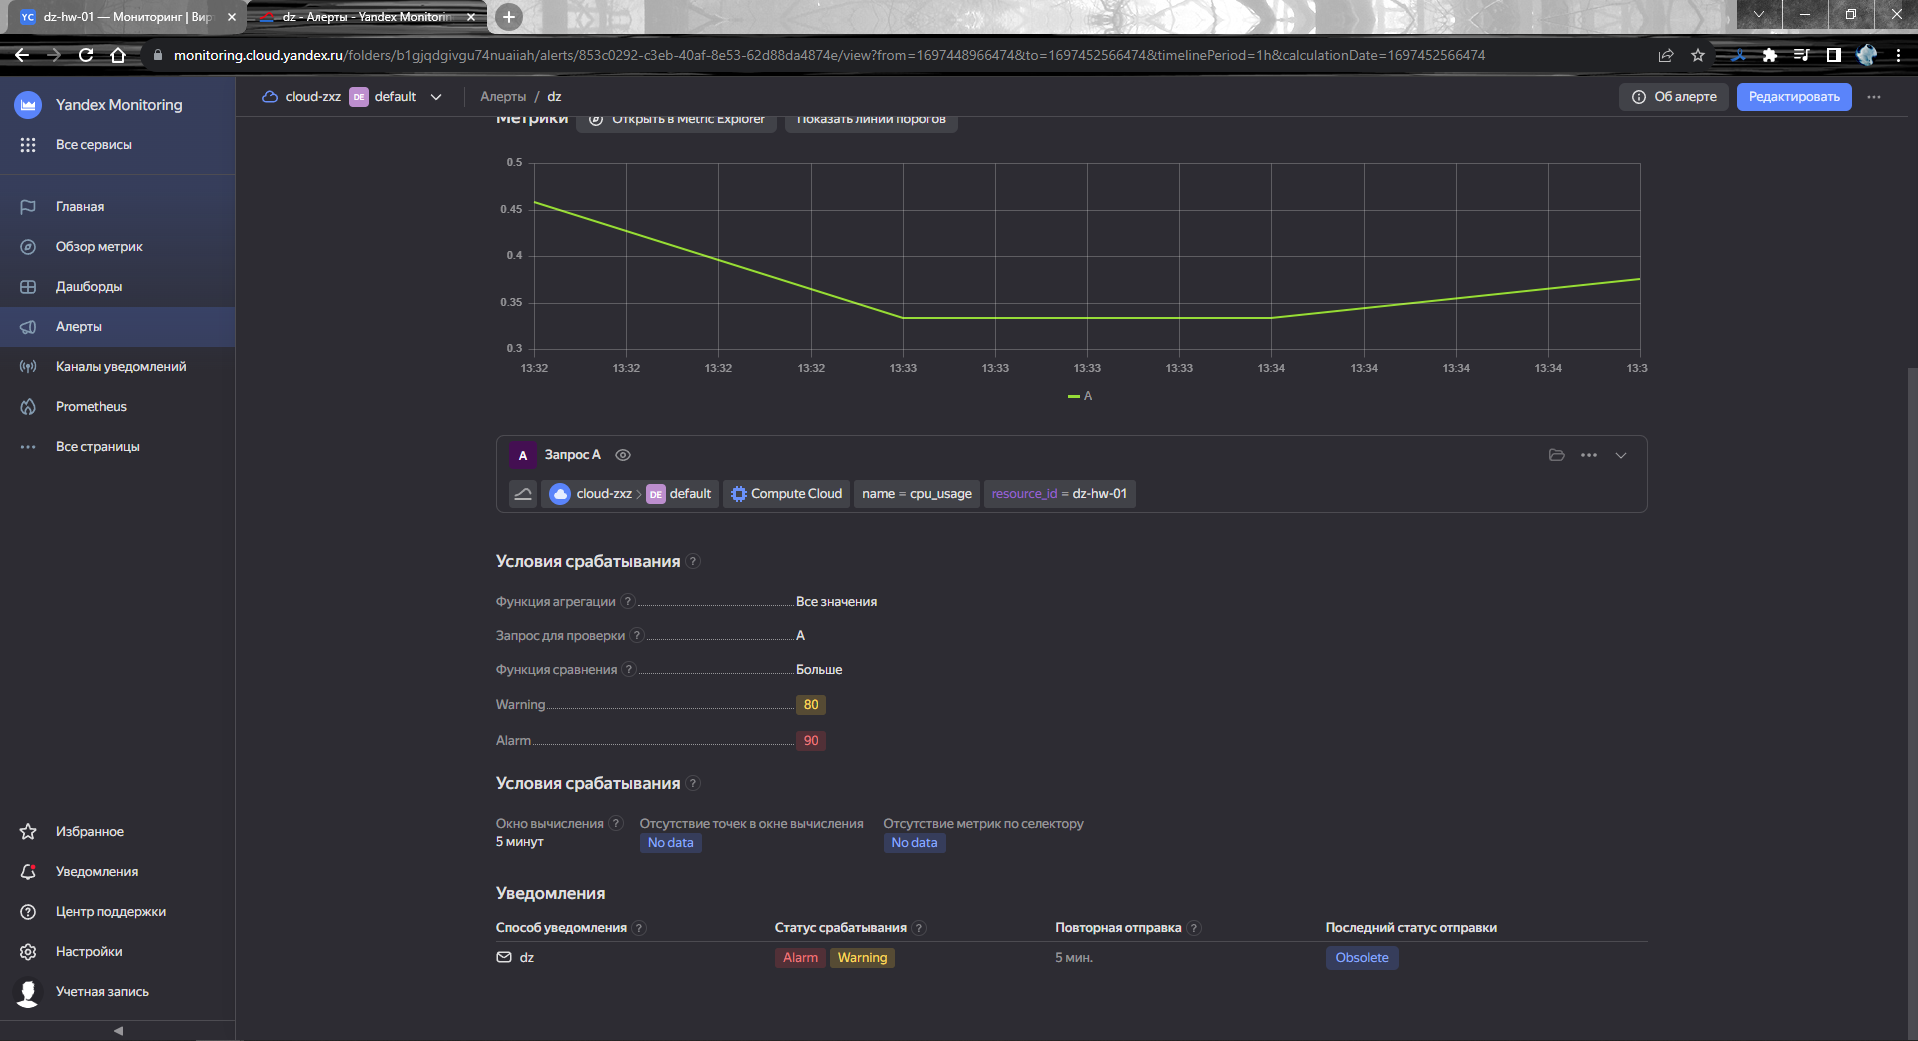 dz-hw-01 — Мониторинг | Вир
dz - Алерты - Yandex Monitorin
monitoring.cloud.yandex.ru/folders/b1gjqdgivgu74nuaiiah/alerts/853c0292-c3eb-40af-8e53-62d88da4874e/view?from=1697448966474&to=1697452566474&timelinePeriod=1h&calculationDate=1697452566474
Yandex Monitoring
Все сервисы
Главная
Обзор метрик
Дашборды
Алерты
Каналы уведомлений
Prometheus
Все страницы
Избранное
Уведомления
Центр поддержки
Настройки
Учетная запись
cloud-zxz DE default Алерты / dz
Об алерте
Редактировать
Метрики Открыть в Metric Explorer Показать линии порогов
0.5
0.45
0.4
0.35
0.3
13:32 13:32 13:32 13:32 13:33 13:33 13:33 13:33 13:34 13:34 13:34 13:34 13:3
A
A Запрос A
cloud-zxz > DE default Compute Cloud name = cpu_usage resource_id = dz-hw-01
Условия срабатывания ?
Функция агрегации ? Все значения
Запрос для проверки ? A
Функция сравнения ? Больше
Warning 80
Alarm 90
Условия срабатывания ?
Окно вычисления ? Отсутствие точек в окне вычисления Отсутствие метрик по селектору
5 минут No data No data
Уведомления
Способ уведомления ? Статус срабатывания ? Повторная отправка ? Последний статус отправки
dz Alarm Warning 5 мин. Obsolete